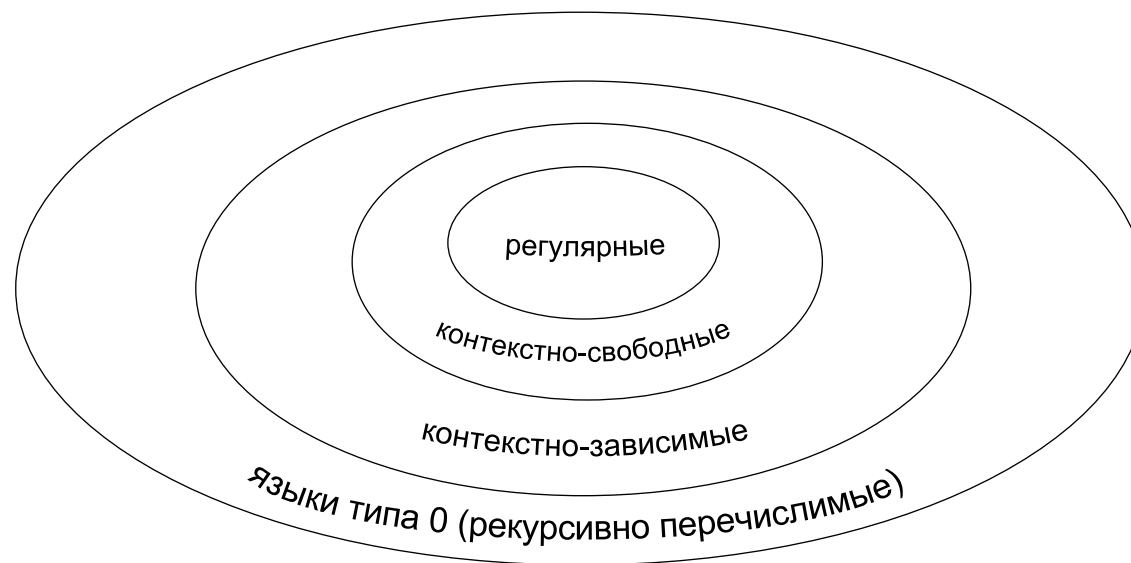 регулярные
контекстно-свободные
контекстно-зависимые
языки типа 0 (рекурсивно перечислимые)